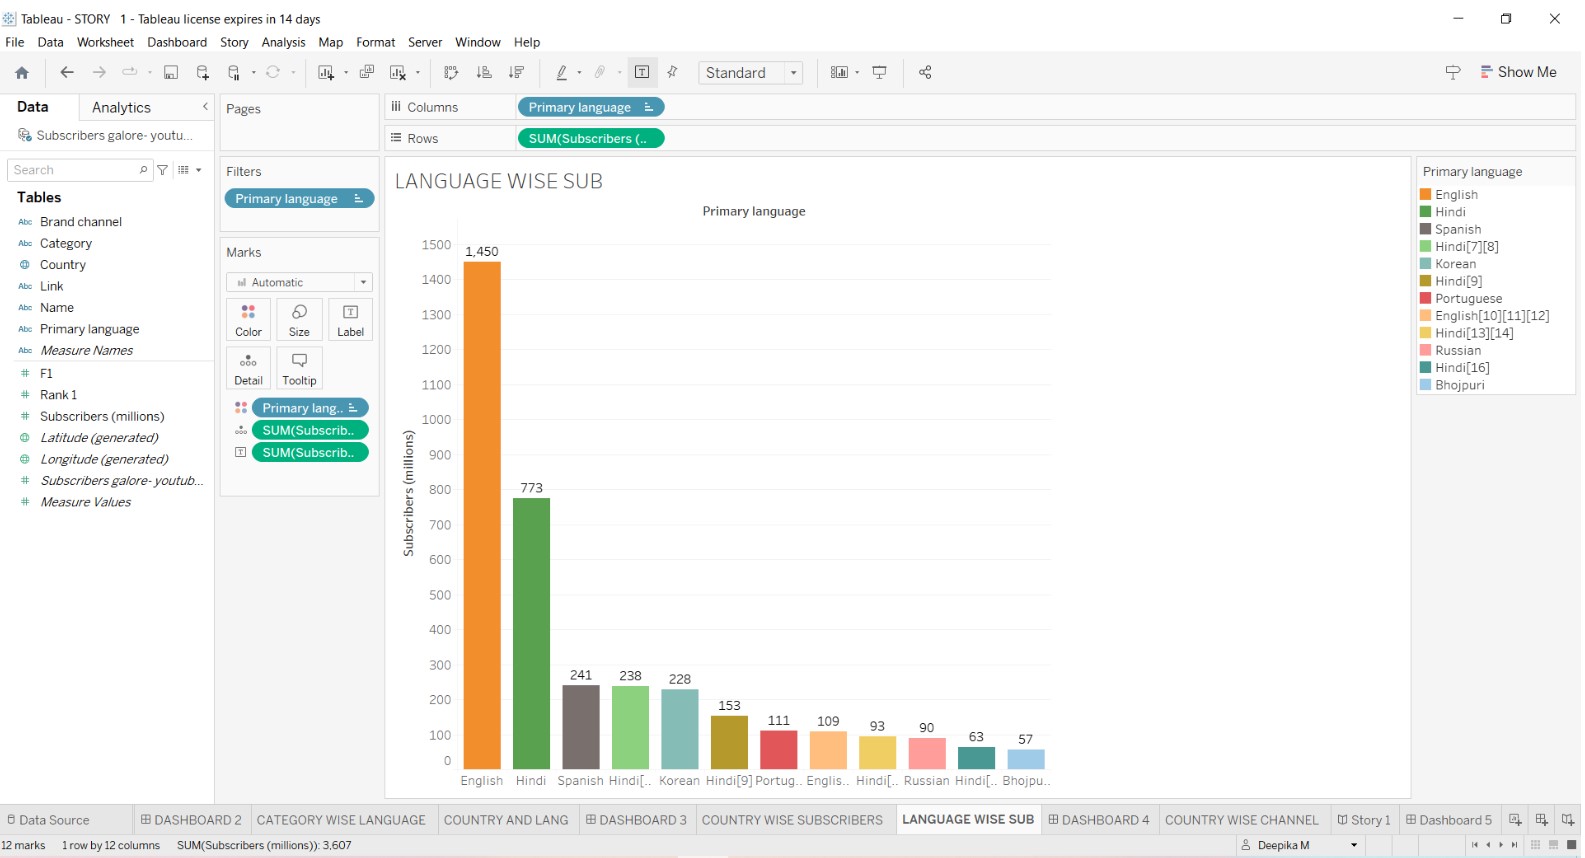 Tableau - STORY 1 - Tableau license expires in 14 days
File Data Worksheet Dashboard Story Analysis Map Format Server Window Help
Standard
Show Me
Data Analytics
Subscribers galore- youtu...
Search
Tables
Abc Brand channel
Abc Category
Country
Abc Link
Abc Name
Abc Primary language
Abc Measure Names
# F1
# Rank 1
# Subscribers (millions)
Latitude (generated)
Longitude (generated)
# Subscribers galore- youtub...
# Measure Values
Pages
Filters
Primary language
Marks
Automatic
Color Size Label
Detail Tooltip
Primary lang..
SUM(Subscrib..
SUM(Subscrib..
Columns Primary language
Rows SUM(Subscribers (..
LANGUAGE WISE SUB
Primary language
Subscribers (millions)
1500
1400
1300
1200
1100
1000
900
800
700
600
500
400
300
200
100
0
1,450 773 241 238 228 153 111 109 93 90 63 57
English Hindi Spanish Hindi[.. Korean Hindi[9] Portug.. Englis.. Hindi[.. Russian Hindi[.. Bhojpu..
Primary language
English
Hindi
Spanish
Hindi[7][8]
Korean
Hindi[9]
Portuguese
English[10][11][12]
Hindi[13][14]
Russian
Hindi[16]
Bhojpuri
Data Source DASHBOARD 2 CATEGORY WISE LANGUAGE COUNTRY AND LANG DASHBOARD 3 COUNTRY WISE SUBSCRIBERS LANGUAGE WISE SUB DASHBOARD 4 COUNTRY WISE CHANNEL Story 1 Dashboard 5
12 marks 1 row by 12 columns SUM(Subscribers (millions)): 3,607 Deepika M